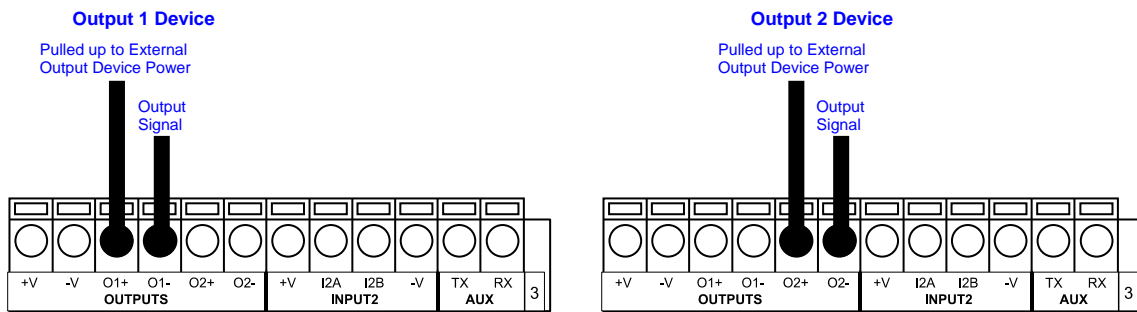 Output 1 Device
Pulled up to External
Output Device Power
Output
Signal
+V -V O1+ O1- O2+ O2- +V I2A I2B -V TX RX
OUTPUTS INPUT2 AUX 3
Output 2 Device
Pulled up to External
Output Device Power
Output
Signal
+V -V O1+ O1- O2+ O2- +V I2A I2B -V TX RX
OUTPUTS INPUT2 AUX 3